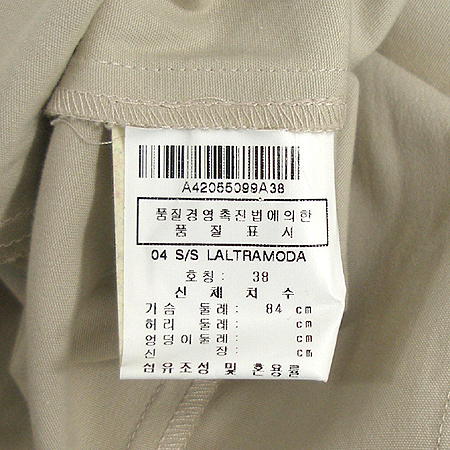 A42055099A38
품질경영촉진법에의한
품 질 표 시
04 S/S LALTRAMODA
호칭 : 38
신 체 치 수
가슴 둘레 : 84 cm
허리 둘레 : cm
엉덩이둘레 : cm
신 장 : cm
섬유조성 및 혼용률